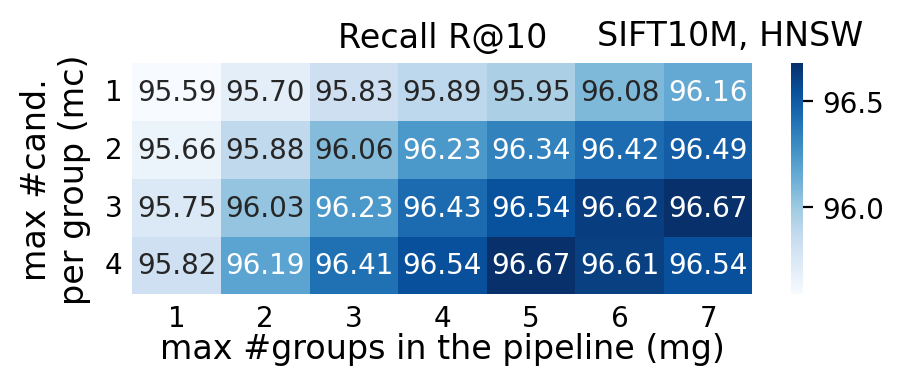 Recall R@10 SIFT10M, HNSW
max #cand.
per group (mc)
1 95.59 95.70 95.83 95.89 95.95 96.08 96.16
2 95.66 95.88 96.06 96.23 96.34 96.42 96.49
3 95.75 96.03 96.23 96.43 96.54 96.62 96.67
4 95.82 96.19 96.41 96.54 96.67 96.61 96.54
1 2 3 4 5 6 7
max #groups in the pipeline (mg)
96.5
96.0